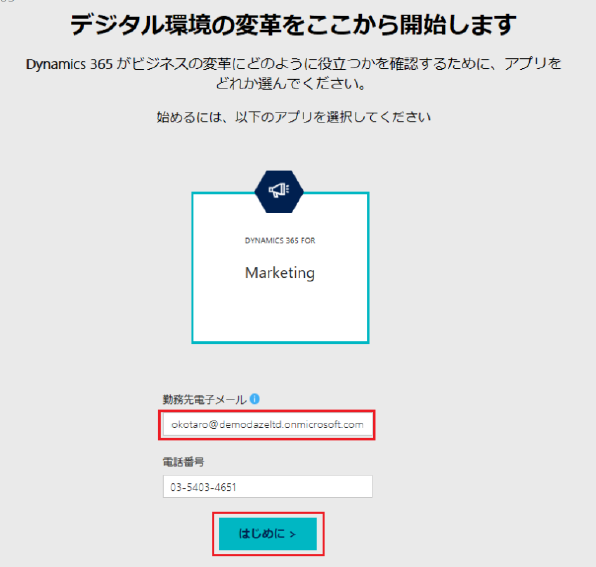 デジタル環境の変革をここから開始します
Dynamics 365 がビジネスの変革にどのように役立つかを確認するために、アプリを
どれか選んでください。
始めるには、以下のアプリを選択してください
DYNAMICS 365 FOR
Marketing
勤務先電子メール
okotaro@demodazeltd.onmicrosoft.com
電話番号
03-5403-4651
はじめに >